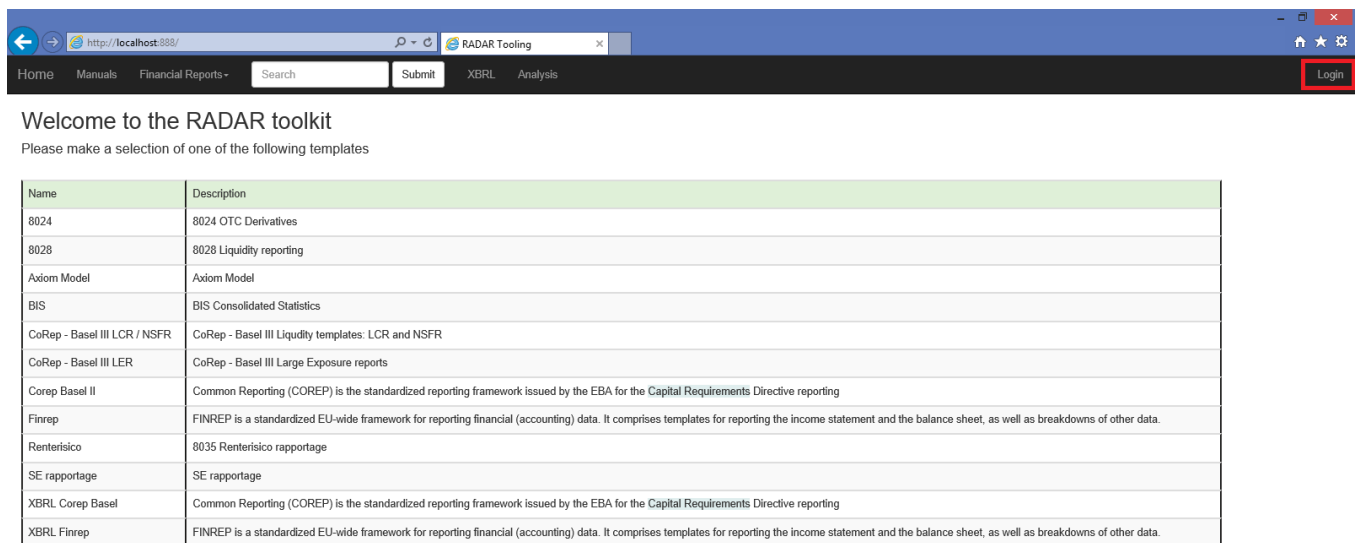 http://localhost:888/
RADAR Tooling
Home Manuals Financial Reports Search Submit XBRL Analysis Login
Welcome to the RADAR toolkit
Please make a selection of one of the following templates
Name Description
8024 8024 OTC Derivatives
8028 8028 Liquidity reporting
Axiom Model Axiom Model
BIS BIS Consolidated Statistics
CoRep - Basel III LCR / NSFR CoRep - Basel III Liqudity templates: LCR and NSFR
CoRep - Basel III LER CoRep - Basel III Large Exposure reports
Corep Basel II Common Reporting (COREP) is the standardized reporting framework issued by the EBA for the Capital Requirements Directive reporting
Finrep FINREP is a standardized EU-wide framework for reporting financial (accounting) data. It comprises templates for reporting the income statement and the balance sheet, as well as breakdowns of other data.
Renterisico 8035 Renterisico rapportage
SE rapportage SE rapportage
XBRL Corep Basel Common Reporting (COREP) is the standardized reporting framework issued by the EBA for the Capital Requirements Directive reporting
XBRL Finrep FINREP is a standardized EU-wide framework for reporting financial (accounting) data. It comprises templates for reporting the income statement and the balance sheet, as well as breakdowns of other data.